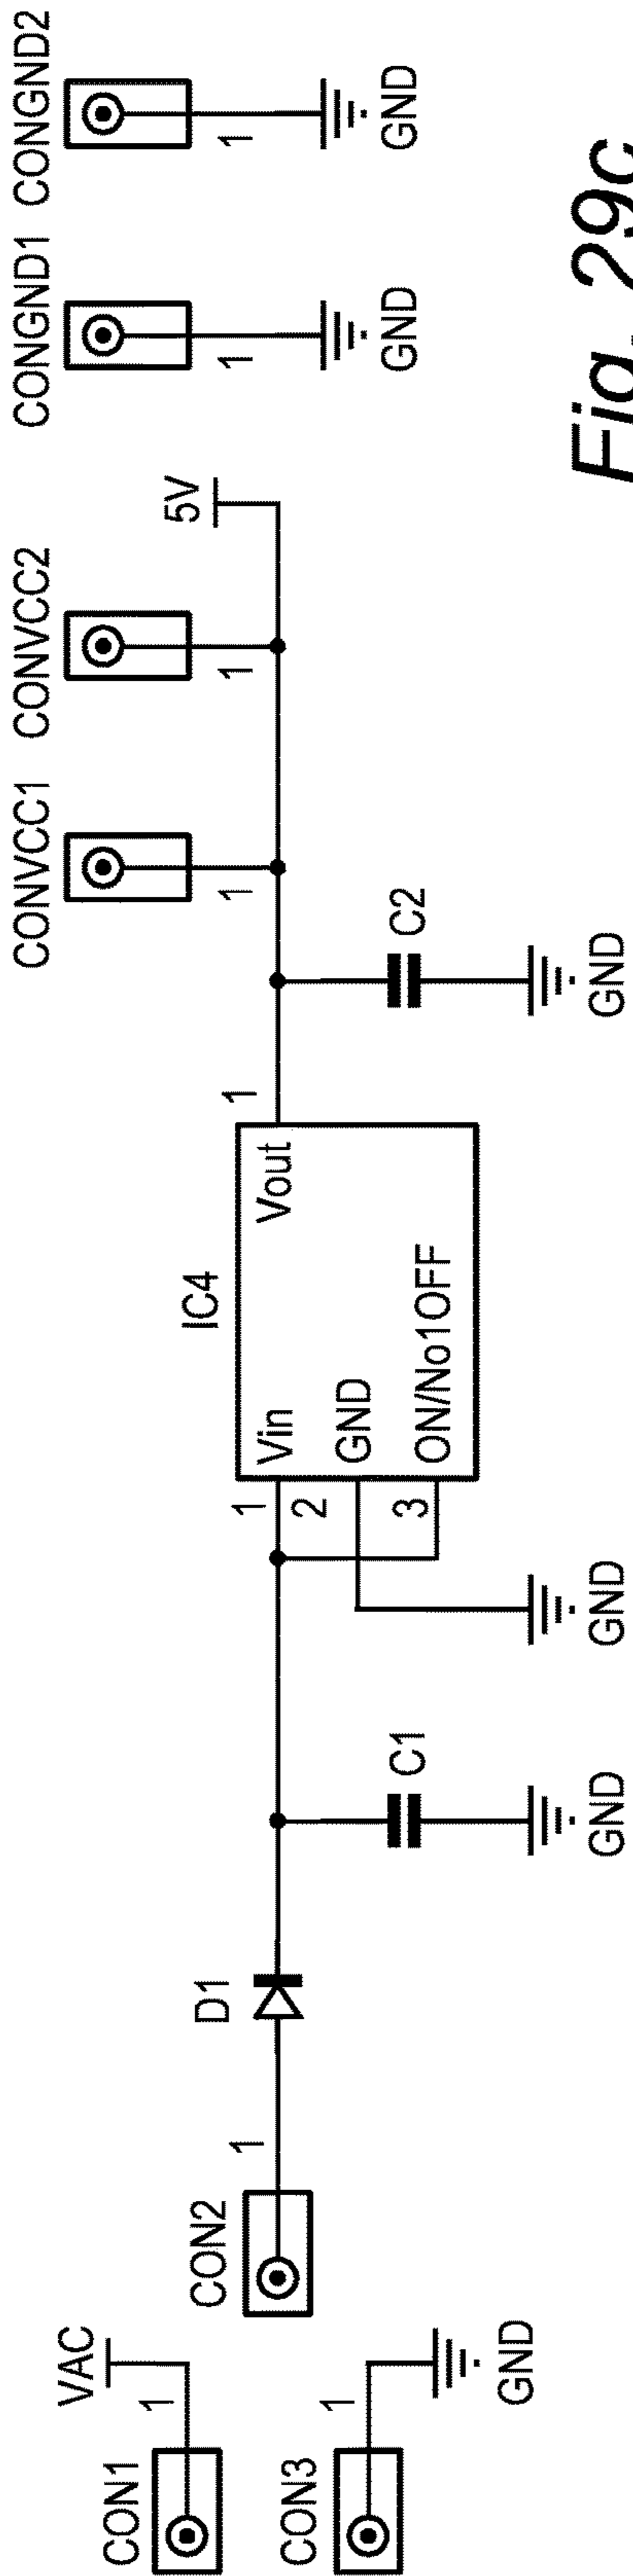 CON1
1
VAC
CON3
1
GND
CON2
1
D1
C1
GND
GND
IC4
1
Vin
2
GND
3
ON/No1OFF
Vout
1
C2
GND
CONVCC1
1
CONVCC2
1
5V
CONGND1
1
GND
CONGND2
1
GND
Fig. 29c